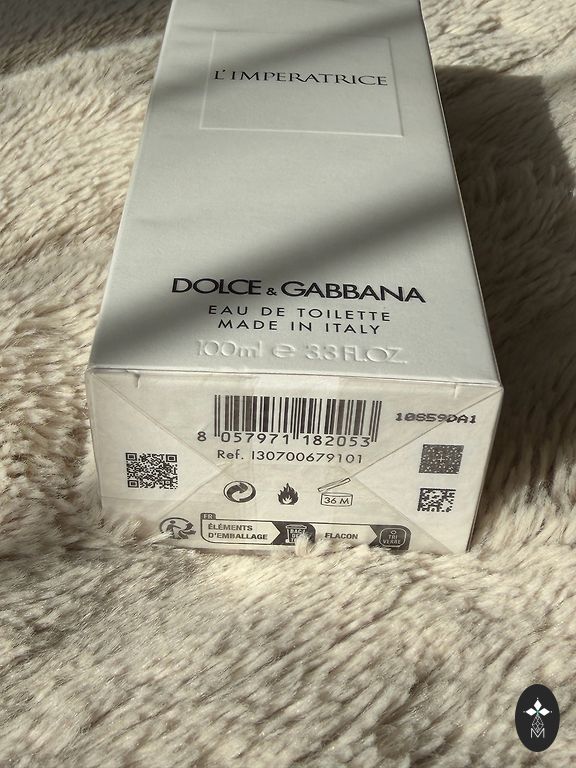 L'IMPERATRICE
DOLCE & GABBANA
EAU DE TOILETTE
MADE IN ITALY
100ml e 3.3 FL.OZ.
10859DA1
8 057971 182053
Ref. I30700679101
36 M
FR
ÉLÉMENTS
D'EMBALLAGE
FLACON
TRI
VERRE
M